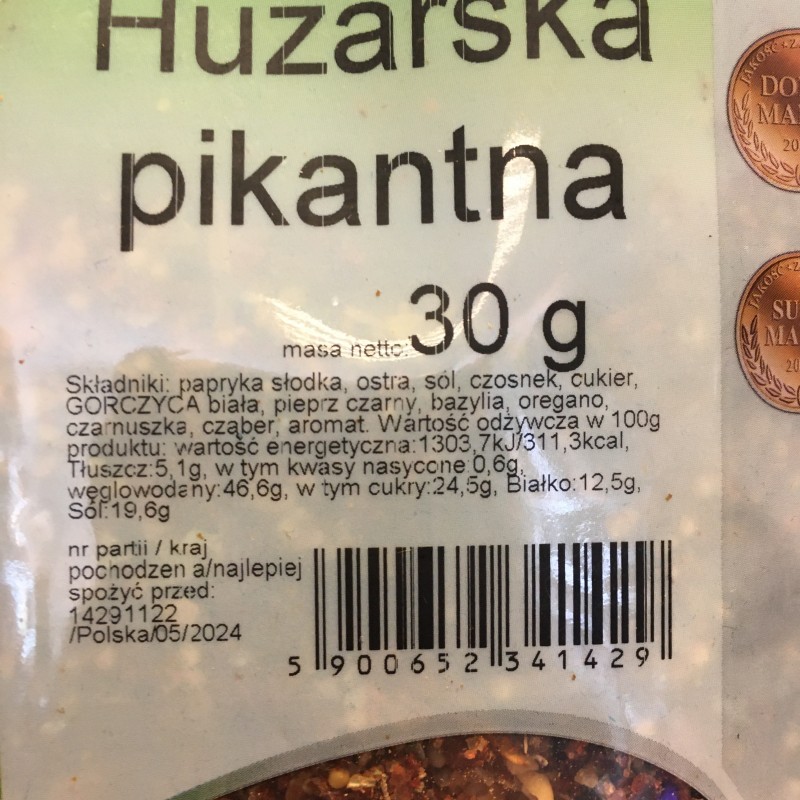 Huzarska
pikantna
masa netto: 30 g
Składniki: papryka słodka, ostra, sól, czosnek, cukier,
GORCZYCA biała, pieprz czarny, bazylia, oregano,
czarnuszka, cząber, aromat. Wartość odżywcza w 100g
produktu: wartość energetyczna:1303,7kJ/311,3kcal,
Tłuszcz:5,1g, w tym kwasy nasycone:0,6g,
węglowodany:46,6g, w tym cukry:24,5g, Białko:12,5g,
Sól:19,6g
nr partii / kraj
pochodzenia/najlepiej
spożyć przed:
14291122
/Polska/05/2024
5 900652 341429
JAKOŚĆ
JAKOŚĆ